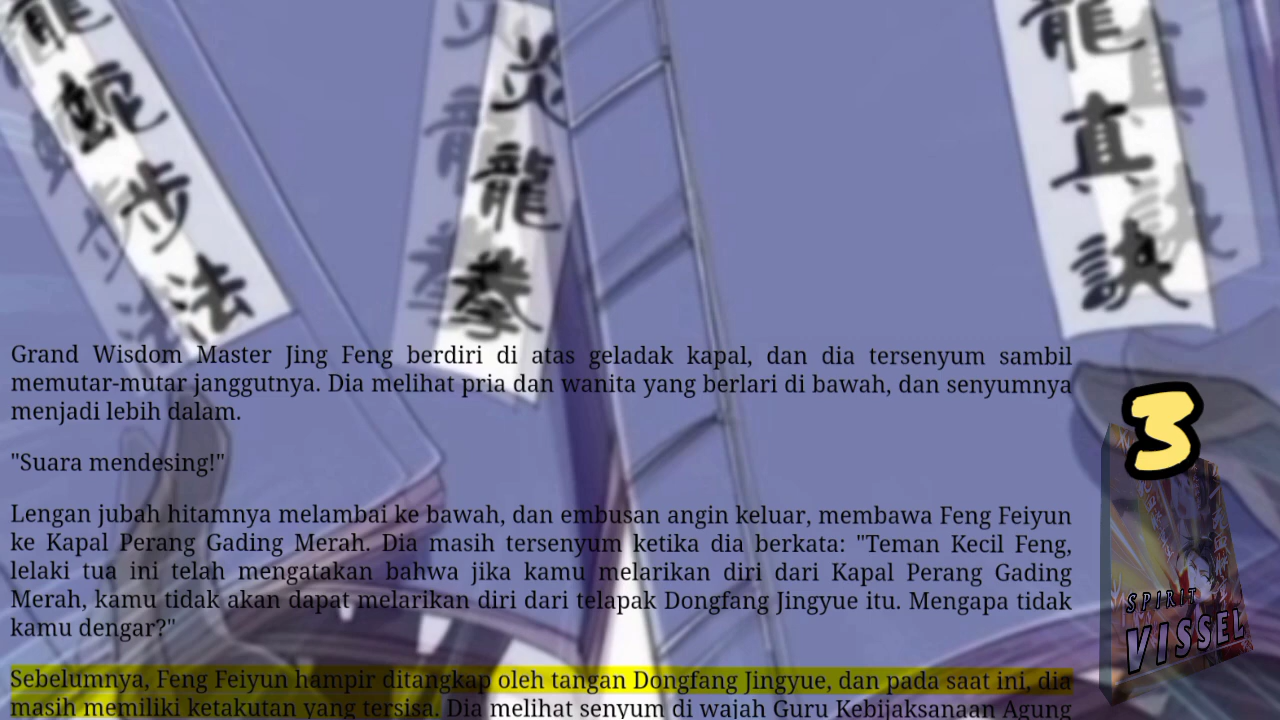 龍蛇步法
炎龍拳
龍真訣
Grand Wisdom Master Jing Feng berdiri di atas geladak kapal, dan dia tersenyum sambil
memutar-mutar janggutnya. Dia melihat pria dan wanita yang berlari di bawah, dan senyumnya
menjadi lebih dalam.
"Suara mendesing!"
Lengan jubah hitamnya melambai ke bawah, dan embusan angin keluar, membawa Feng Feiyun
ke Kapal Perang Gading Merah. Dia masih tersenyum ketika dia berkata: "Teman Kecil Feng,
lelaki tua ini telah mengatakan bahwa jika kamu melarikan diri dari Kapal Perang Gading
Merah, kamu tidak akan dapat melarikan diri dari telapak Dongfang Jingyue itu. Mengapa tidak
kamu dengar?"
Sebelumnya, Feng Feiyun hampir ditangkap oleh tangan Dongfang Jingyue, dan pada saat ini, dia
masih memiliki ketakutan yang tersisa. Dia melihat senyum di wajah Guru Kebijaksanaan Agung
3
SPIRIT
VISSEL